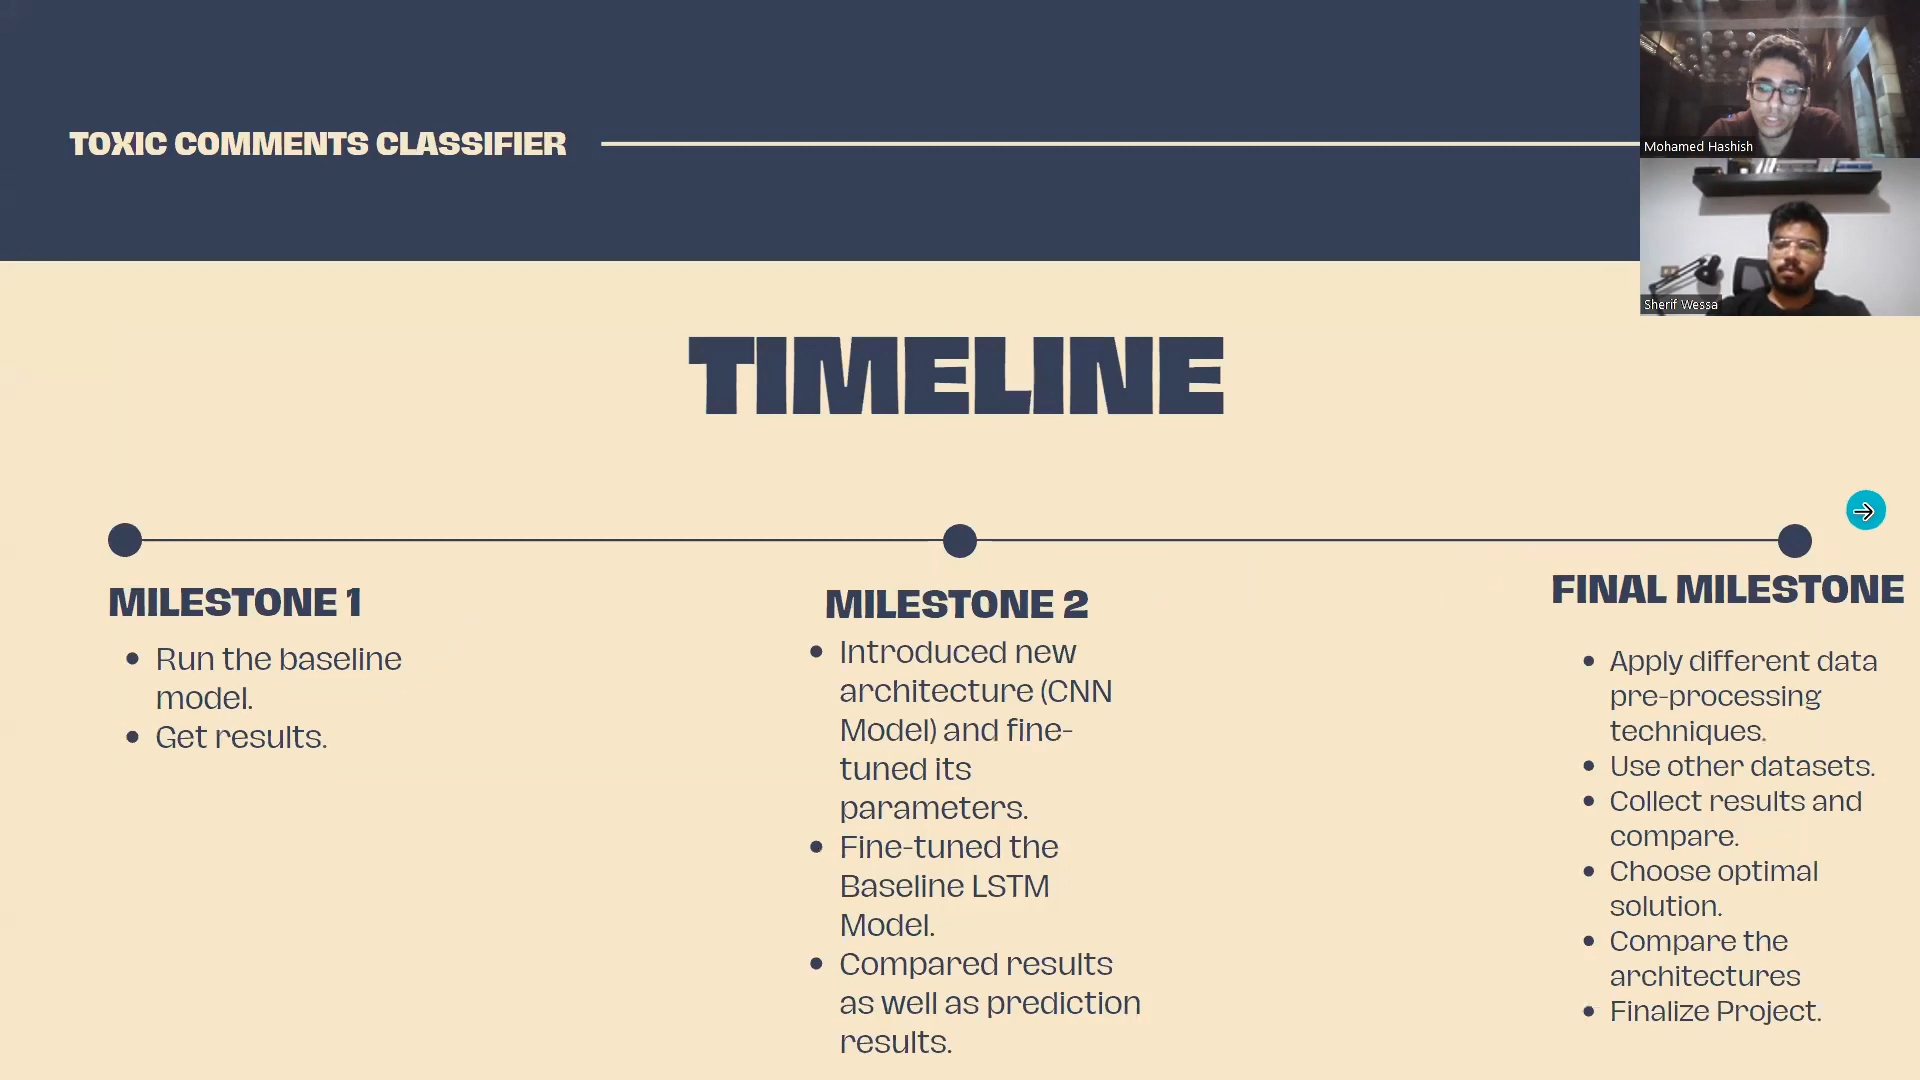 TOXIC COMMENTS CLASSIFIER
Mohamed Hashish
Sherif Wessa
TIMELINE
MILESTONE 1
• Run the baseline
model.
• Get results.
MILESTONE 2
• Introduced new
architecture (CNN
Model) and fine-
tuned its
parameters.
• Fine-tuned the
Baseline LSTM
Model.
• Compared results
as well as prediction
results.
FINAL MILESTONE
• Apply different data
pre-processing
techniques.
• Use other datasets.
• Collect results and
compare.
• Choose optimal
solution.
• Compare the
architectures
• Finalize Project.